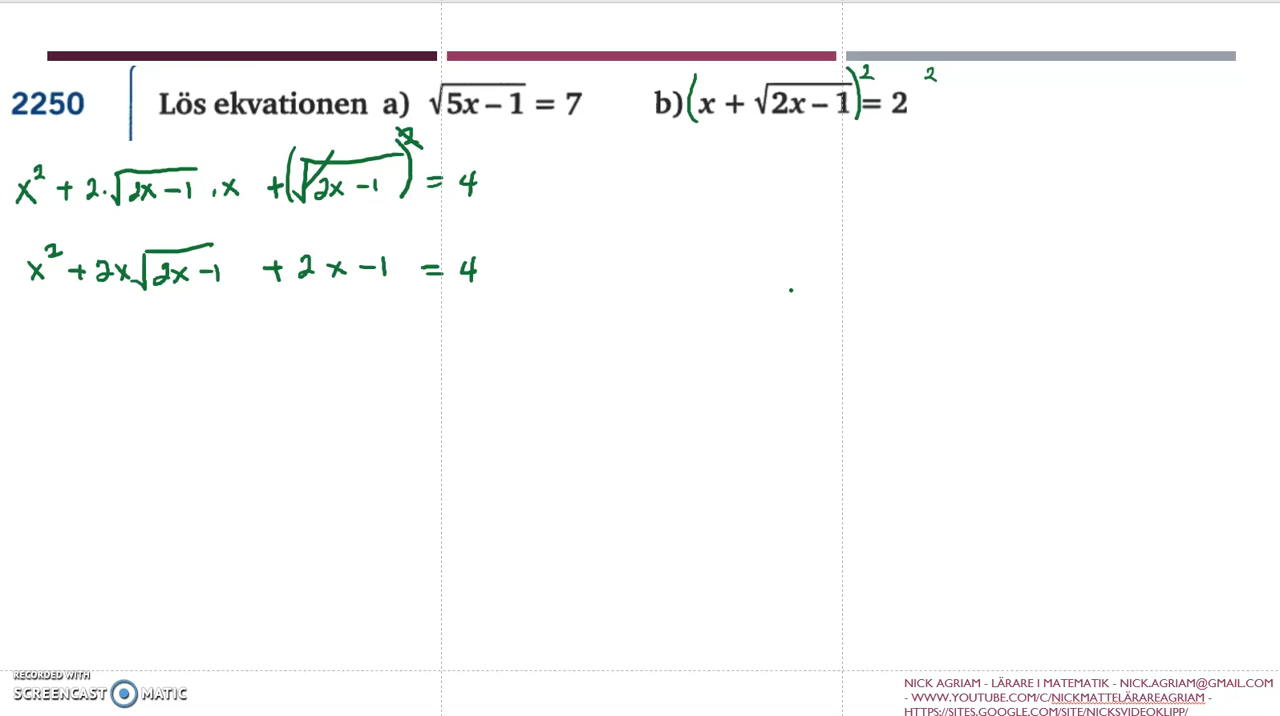 2250 Lös ekvationen a) √5x – 1 = 7 b) (x + √2x – 1)² = 2 ²
x² + 2·√2x – 1 · x + (√2x – 1)² = 4
x² + 2x√2x – 1 + 2x – 1 = 4
RECORDED WITH
SCREENCAST MATIC
NICK AGRIAM - LÄRARE I MATEMATIK - NICK.AGRIAM@GMAIL.COM
- WWW.YOUTUBE.COM/C/NICKMATTELÄRAREAGRIAM -
HTTPS://SITES.GOOGLE.COM/SITE/NICKSVIDEOKLIPP/